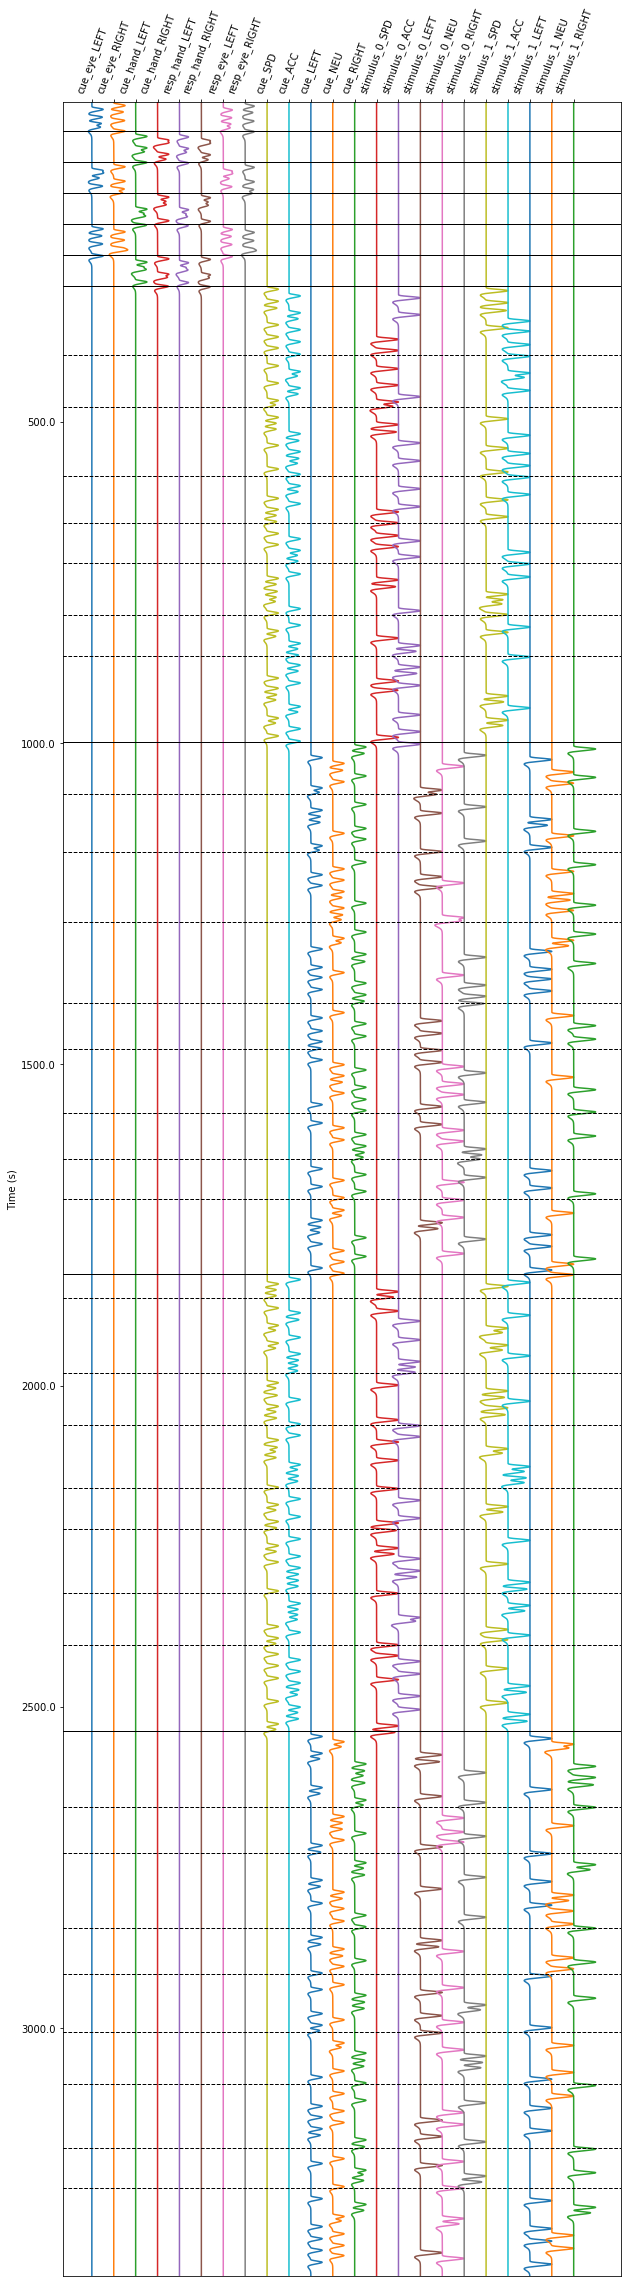 cue_eye_LEFT
cue_eye_RIGHT
cue_hand_LEFT
cue_hand_RIGHT
resp_hand_LEFT
resp_hand_RIGHT
resp_eye_LEFT
resp_eye_RIGHT
cue_SPD
cue_ACC
cue_LEFT
cue_NEU
cue_RIGHT
stimulus_0_SPD
stimulus_0_ACC
stimulus_0_LEFT
stimulus_0_NEU
stimulus_0_RIGHT
stimulus_1_SPD
stimulus_1_ACC
stimulus_1_LEFT
stimulus_1_NEU
stimulus_1_RIGHT
500.0
1000.0
1500.0
Time (s)
2000.0
2500.0
3000.0